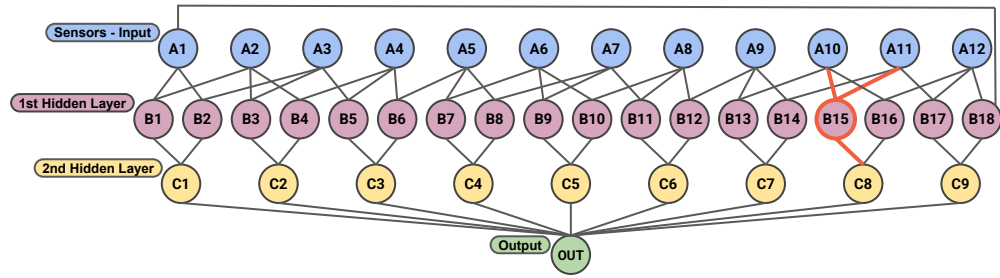 Sensors - Input
A1 A2 A3 A4 A5 A6 A7 A8 A9 A10 A11 A12
1st Hidden Layer
B1 B2 B3 B4 B5 B6 B7 B8 B9 B10 B11 B12 B13 B14 B15 B16 B17 B18
2nd Hidden Layer
C1 C2 C3 C4 C5 C6 C7 C8 C9
Output
OUT